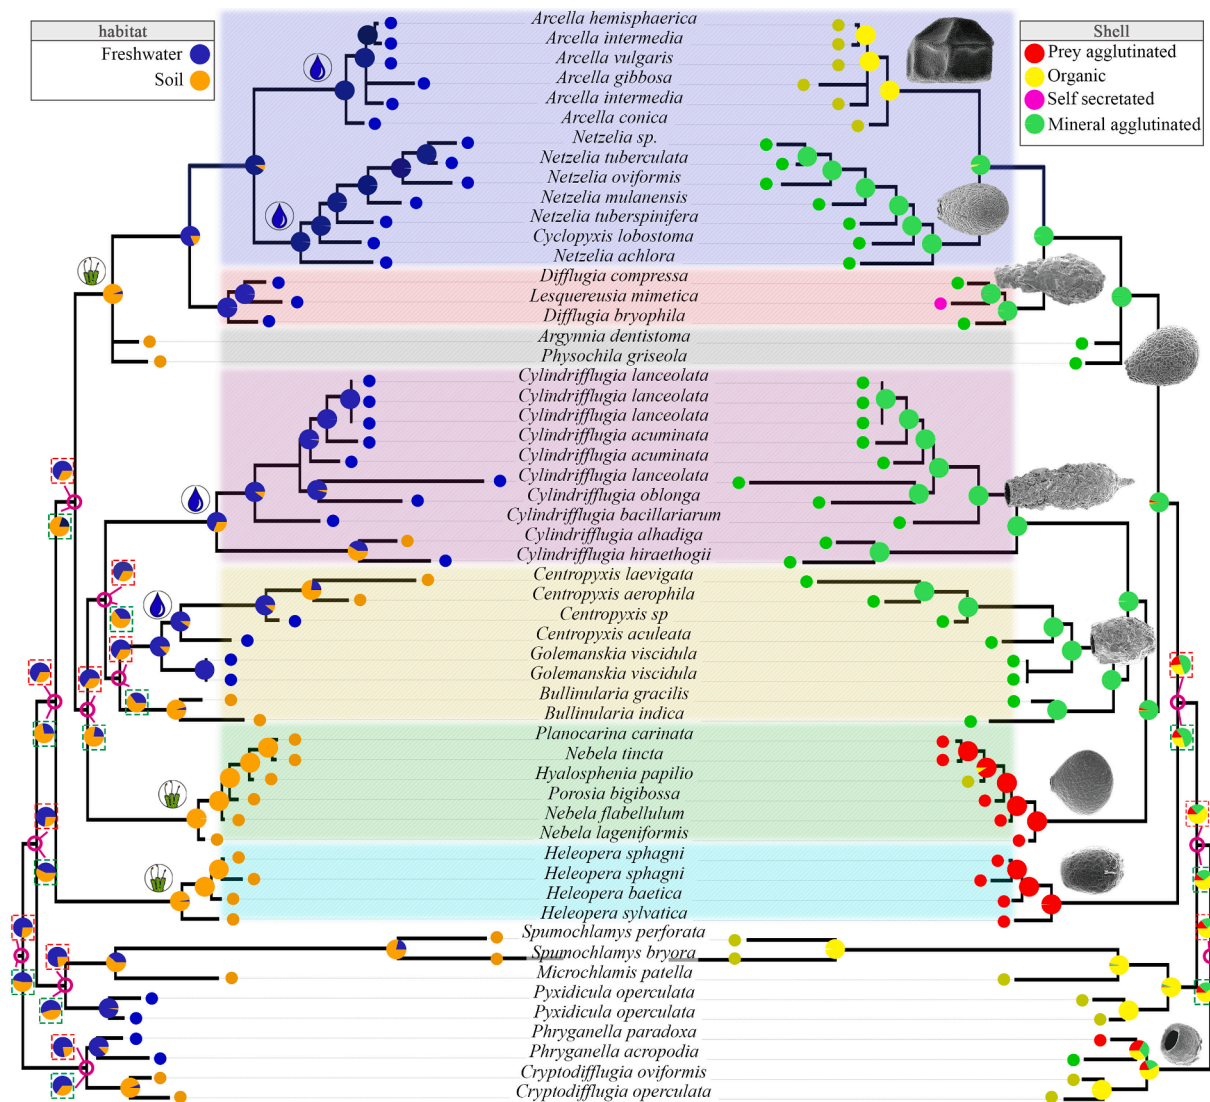 habitat
Freshwater
Soil
Shell
Prey agglutinated
Organic
Self secretated
Mineral agglutinated
Arcella hemisphaerica
Arcella intermedia
Arcella vulgaris
Arcella gibbosa
Arcella intermedia
Arcella conica
Netzelia sp.
Netzelia tuberculata
Netzelia oviformis
Netzelia mulanensis
Netzelia tuberspinifera
Cyclopyxis lobostoma
Netzelia achlora
Difflugia compressa
Lesquereusia mimetica
Difflugia bryophila
Argynnia dentistoma
Physochila griseola
Cylindrifflugia lanceolata
Cylindrifflugia lanceolata
Cylindrifflugia lanceolata
Cylindrifflugia acuminata
Cylindrifflugia acuminata
Cylindrifflugia lanceolata
Cylindrifflugia oblonga
Cylindrifflugia bacillariarum
Cylindrifflugia alhadiga
Cylindrifflugia hiraethogii
Centropyxis laevigata
Centropyxis aerophila
Centropyxis sp
Centropyxis aculeata
Golemanskia viscidula
Golemanskia viscidula
Bullinularia gracilis
Bullinularia indica
Planocarina carinata
Nebela tincta
Hyalosphenia papilio
Porosia bigibossa
Nebela flabellulum
Nebela lageniformis
Heleopera sphagni
Heleopera sphagni
Heleopera baetica
Heleopera sylvatica
Spumochlamys perforata
Spumochlamys bryora
Microchlamis patella
Pyxidicula operculata
Pyxidicula operculata
Phryganella paradoxa
Phryganella acropodia
Cryptodifflugia oviformis
Cryptodifflugia operculata